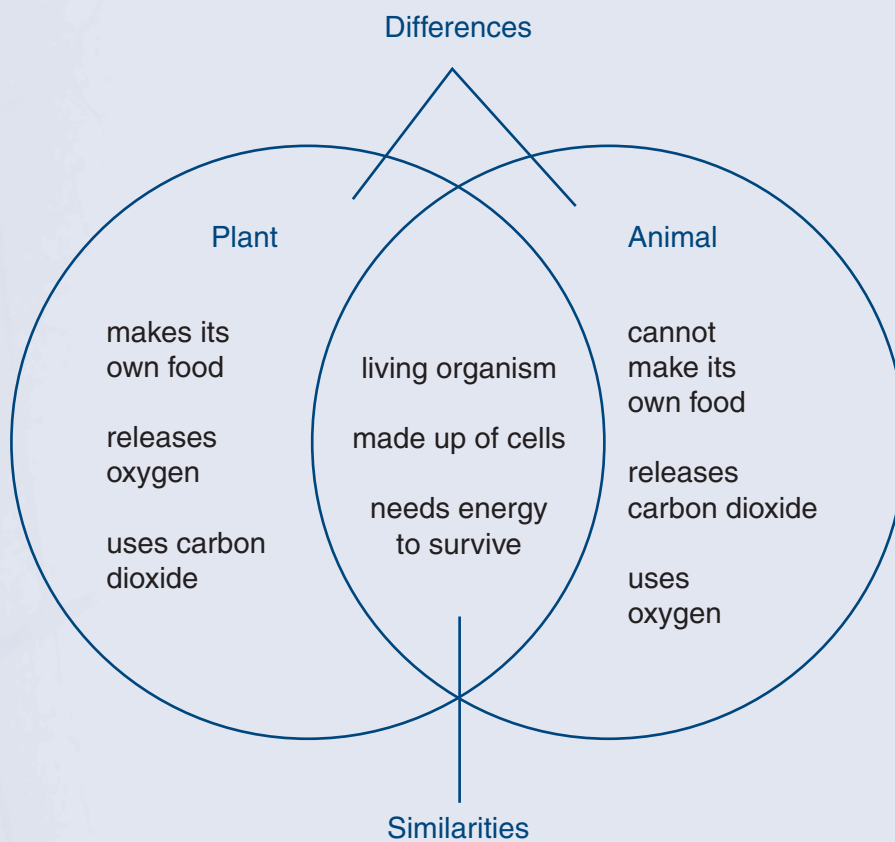 Differences
Plant
makes its
own food
releases
oxygen
uses carbon
dioxide
living organism
made up of cells
needs energy
to survive
Animal
cannot
make its
own food
releases
carbon dioxide
uses
oxygen
Similarities